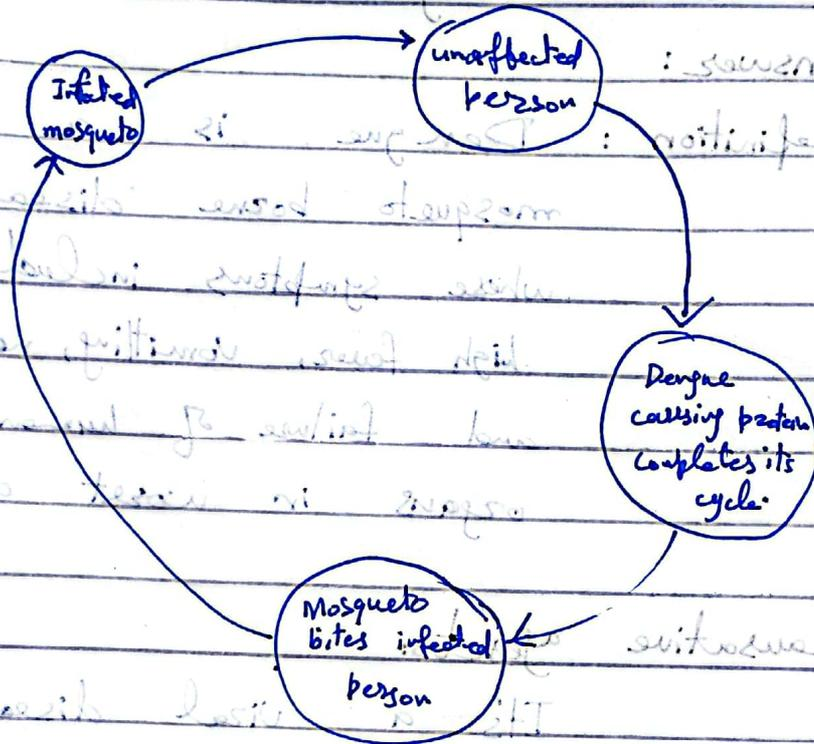 unaffected
person
Infected
mosqueto
Dengue
causing protein
completes its
cycle.
Mosqueto
bites infected
person